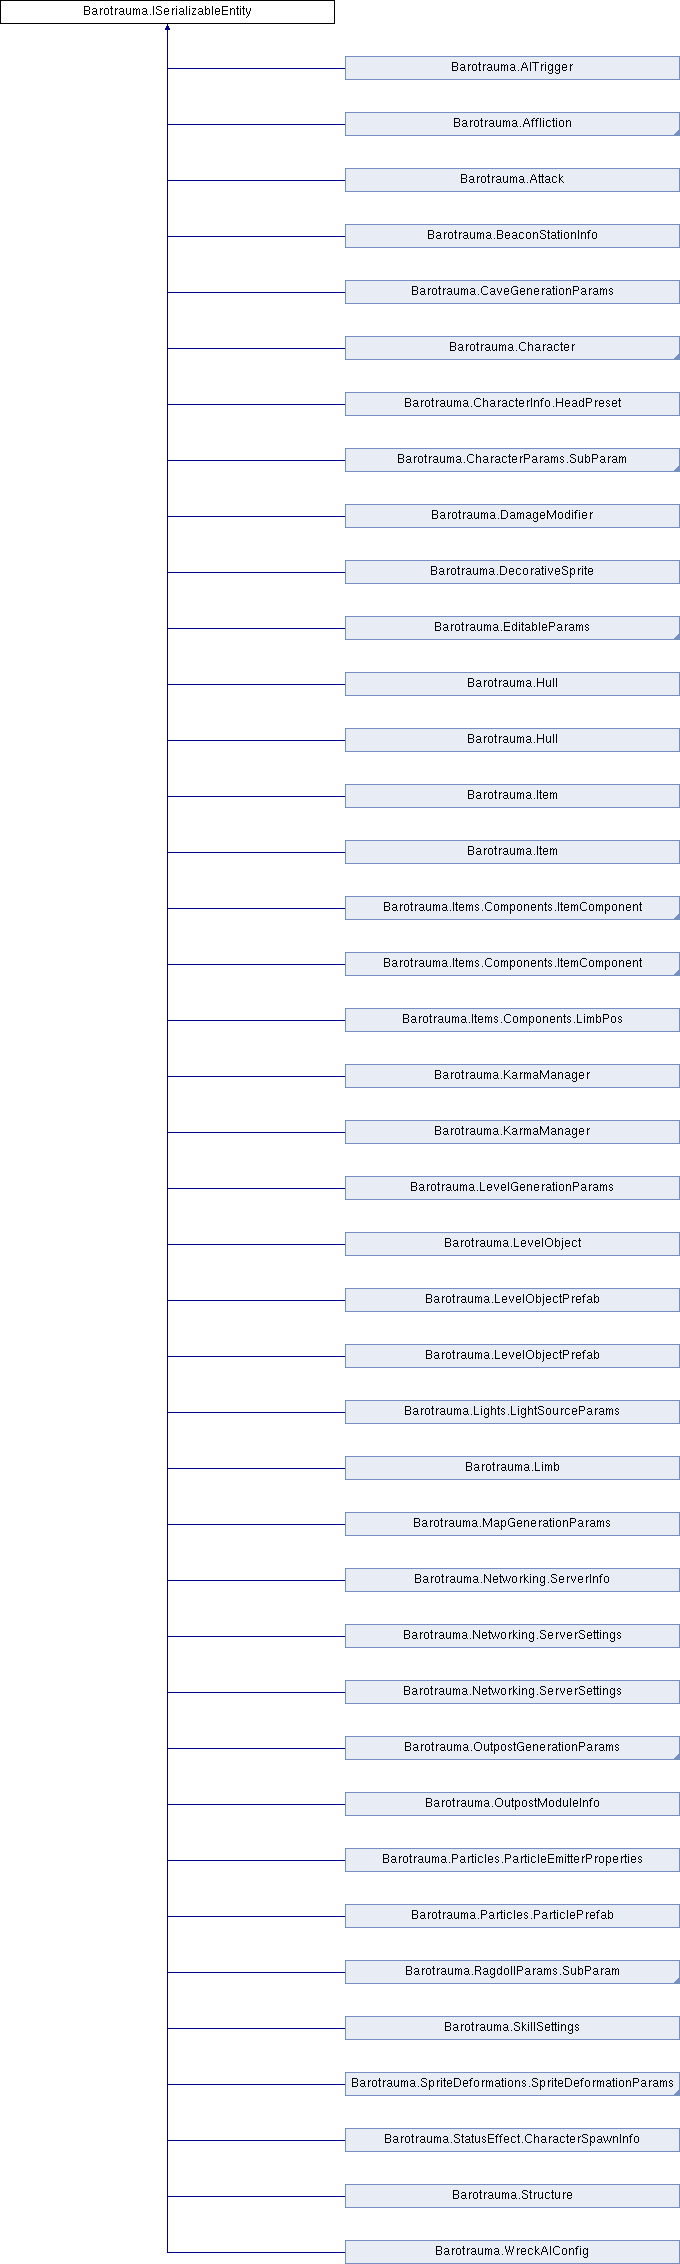 Barotrauma.ISerializableEntity
Barotrauma.AITrigger
Barotrauma.Affliction
Barotrauma.Attack
Barotrauma.BeaconStationInfo
Barotrauma.CaveGenerationParams
Barotrauma.Character
Barotrauma.CharacterInfo.HeadPreset
Barotrauma.CharacterParams.SubParam
Barotrauma.DamageModifier
Barotrauma.DecorativeSprite
Barotrauma.EditableParams
Barotrauma.Hull
Barotrauma.Hull
Barotrauma.Item
Barotrauma.Item
Barotrauma.Items.Components.ItemComponent
Barotrauma.Items.Components.ItemComponent
Barotrauma.Items.Components.LimbPos
Barotrauma.KarmaManager
Barotrauma.KarmaManager
Barotrauma.LevelGenerationParams
Barotrauma.LevelObject
Barotrauma.LevelObjectPrefab
Barotrauma.LevelObjectPrefab
Barotrauma.Lights.LightSourceParams
Barotrauma.Limb
Barotrauma.MapGenerationParams
Barotrauma.Networking.ServerInfo
Barotrauma.Networking.ServerSettings
Barotrauma.Networking.ServerSettings
Barotrauma.OutpostGenerationParams
Barotrauma.OutpostModuleInfo
Barotrauma.Particles.ParticleEmitterProperties
Barotrauma.Particles.ParticlePrefab
Barotrauma.RagdollParams.SubParam
Barotrauma.SkillSettings
Barotrauma.SpriteDeformations.SpriteDeformationParams
Barotrauma.StatusEffect.CharacterSpawnInfo
Barotrauma.Structure
Barotrauma.WreckAIConfig